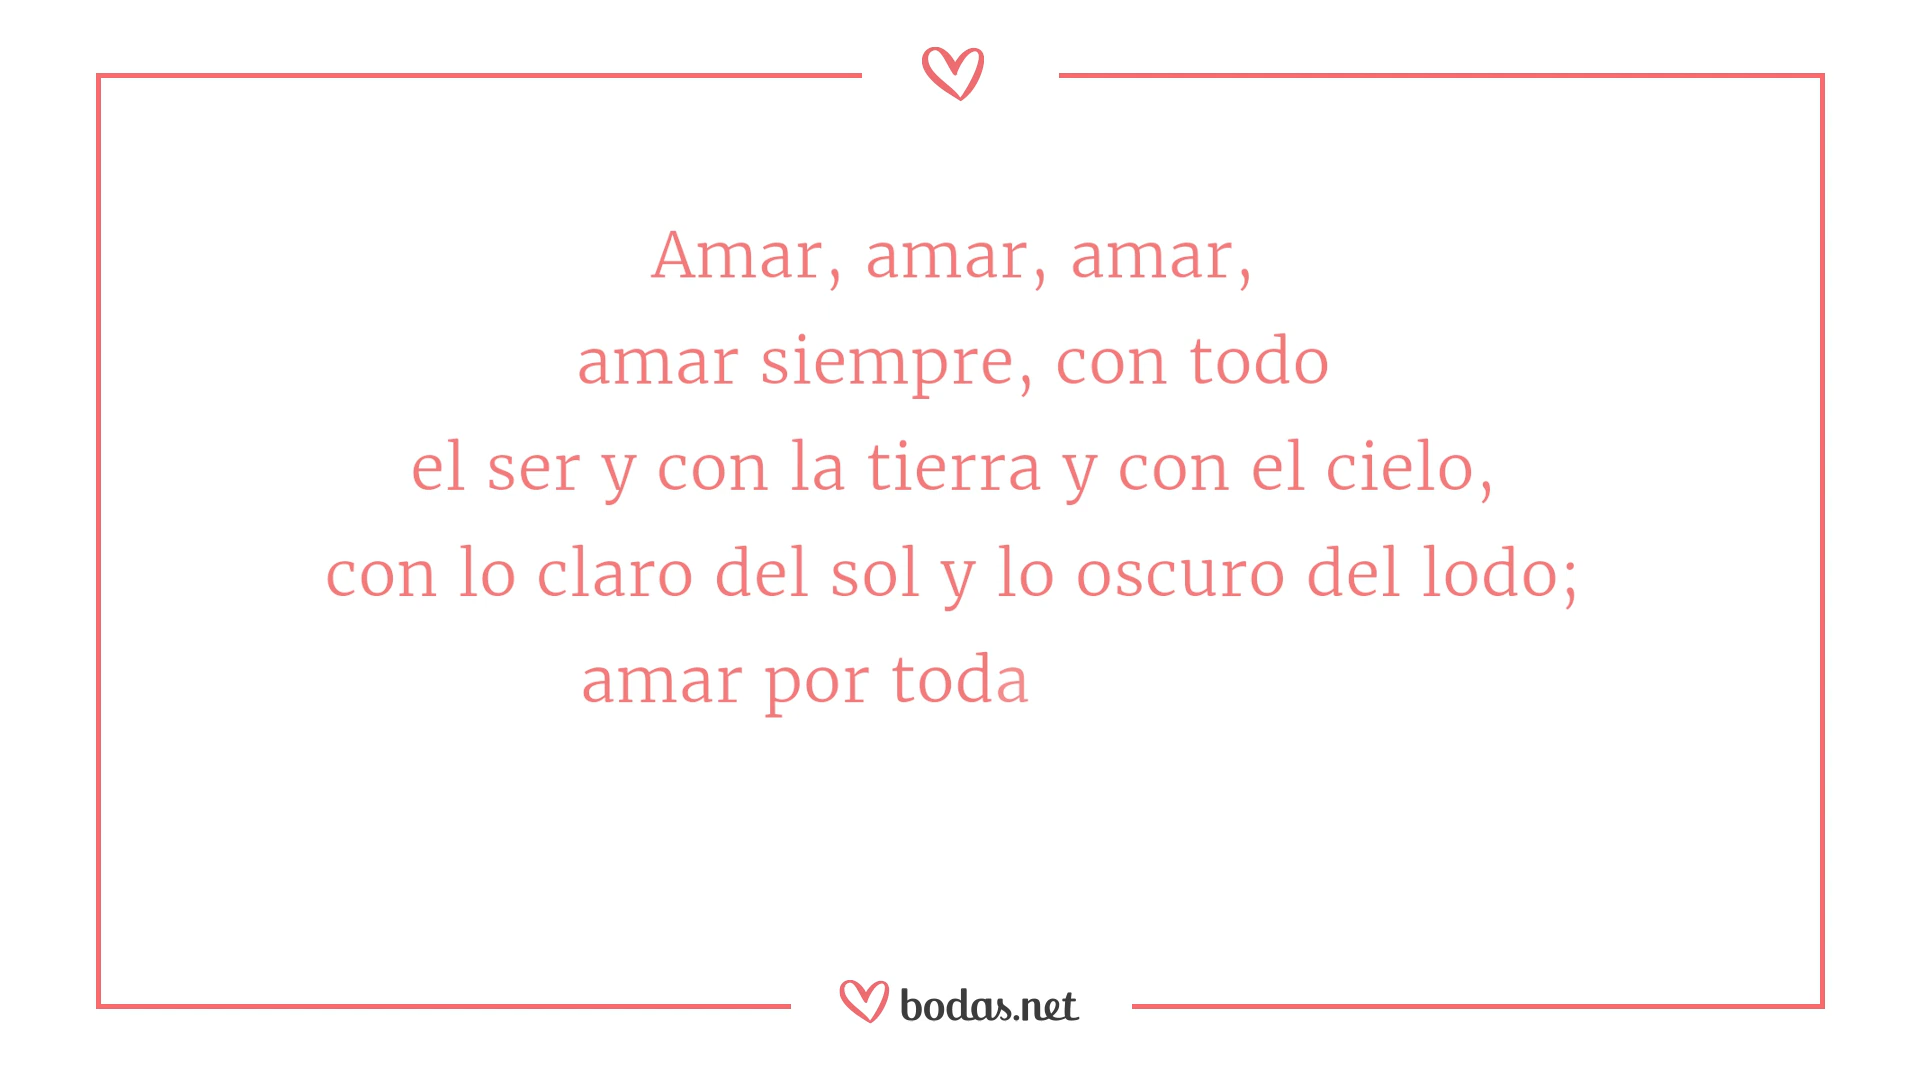 Amar, amar, amar,
amar siempre, con todo
el ser y con la tierra y con el cielo,
con lo claro del sol y lo oscuro del lodo;
amar por toda
bodas.net